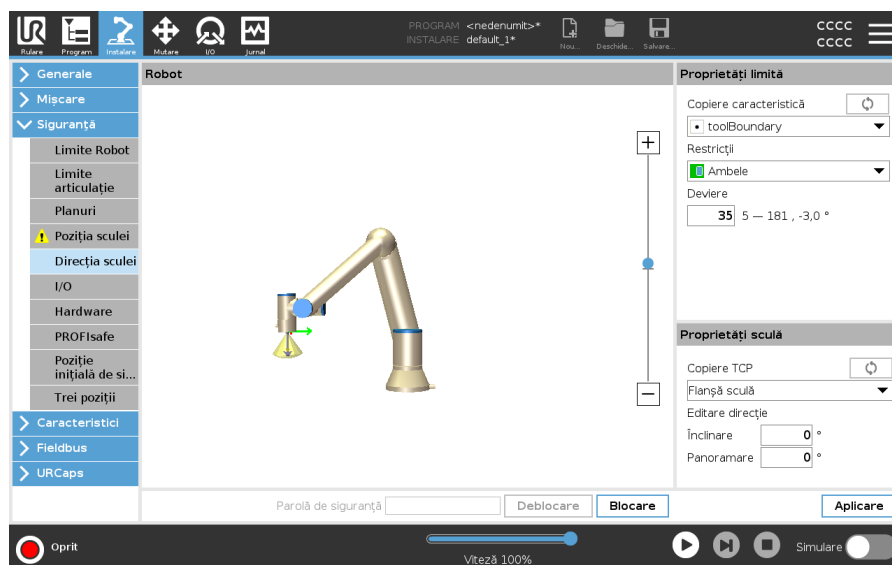 PROGRAM <nedenumit>*
INSTALARE default_1*
Rulare Program Instalare Mutare I/O Jurnal
Nou... Deschide... Salvare...
cccc
cccc
Generale
Mișcare
Siguranță
Limite Robot
Limite
articulație
Planuri
Poziția sculei
Direcția sculei
I/O
Hardware
PROFIsafe
Poziție
inițială de si...
Trei poziții
Caracteristici
Fieldbus
URCaps
Robot
Proprietăți limită
Copiere caracteristică
toolBoundary
Restricții
Ambele
Deviere
35 5 — 181 , -3,0 °
Proprietăți sculă
Copiere TCP
Flanșă sculă
Editare direcție
Înclinare 0 °
Panoramare 0 °
Parolă de siguranță Deblocare Blocare Aplicare
Oprit
Viteză 100%
Simulare